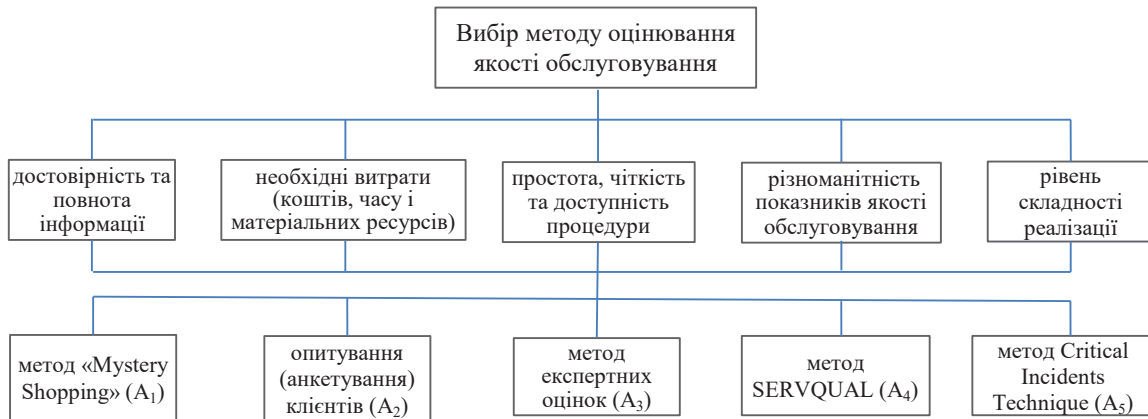 Вибір методу оцінювання
якості обслуговування
достовірність та
повнота
інформації
необхідні витрати
(коштів, часу і
матеріальних ресурсів)
простота, чіткість
та доступність
процедури
різноманітність
показників якості
обслуговування
рівень
складності
реалізації
метод «Mystery
Shopping» (A₁)
опитування
(анкетування)
клієнтів (A₂)
метод
експертних
оцінок (A₃)
метод
SERVQUAL (A₄)
метод Critical
Incidents
Technique (A₅)